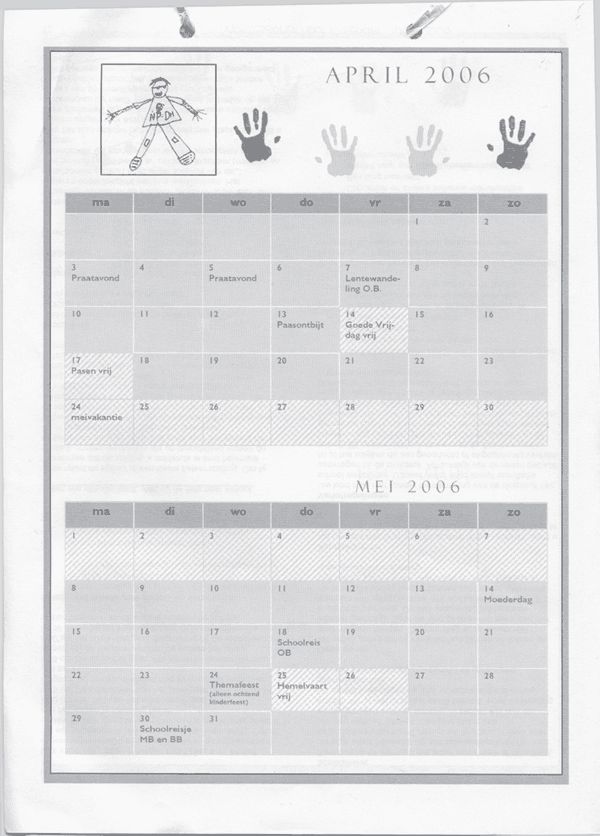 APRIL 2006
ma di wo do vr za zo
1 2
3 4 5 6 7 8 9
Praatavond Praatavond Lentewande-
ling O.B.
10 11 12 13 14 15 16
Paasontbijt Goede Vrij-
dag vrij
17 18 19 20 21 22 23
Pasen vrij
24 25 26 27 28 29 30
meivakantie
MEI 2006
ma di wo do vr za zo
1 2 3 4 5 6 7
8 9 10 11 12 13 14
Moederdag
15 16 17 18 19 20 21
Schoolreis
OB
22 23 24 25 26 27 28
Themafeest Hemelvaart
(alleen ochtend vrij
kinderfeest)
29 30 31
Schoolreisje
MB en BB